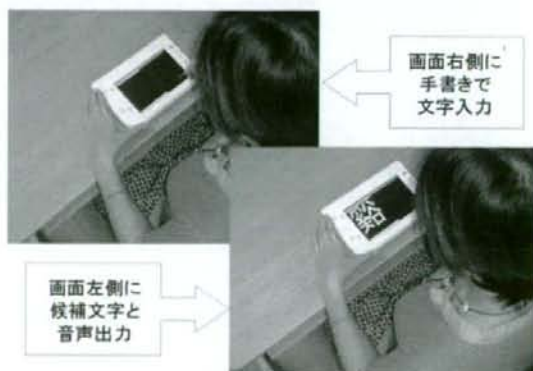 画面右側に
手書きで
文字入力
画面左側に
候補文字と
音声出力